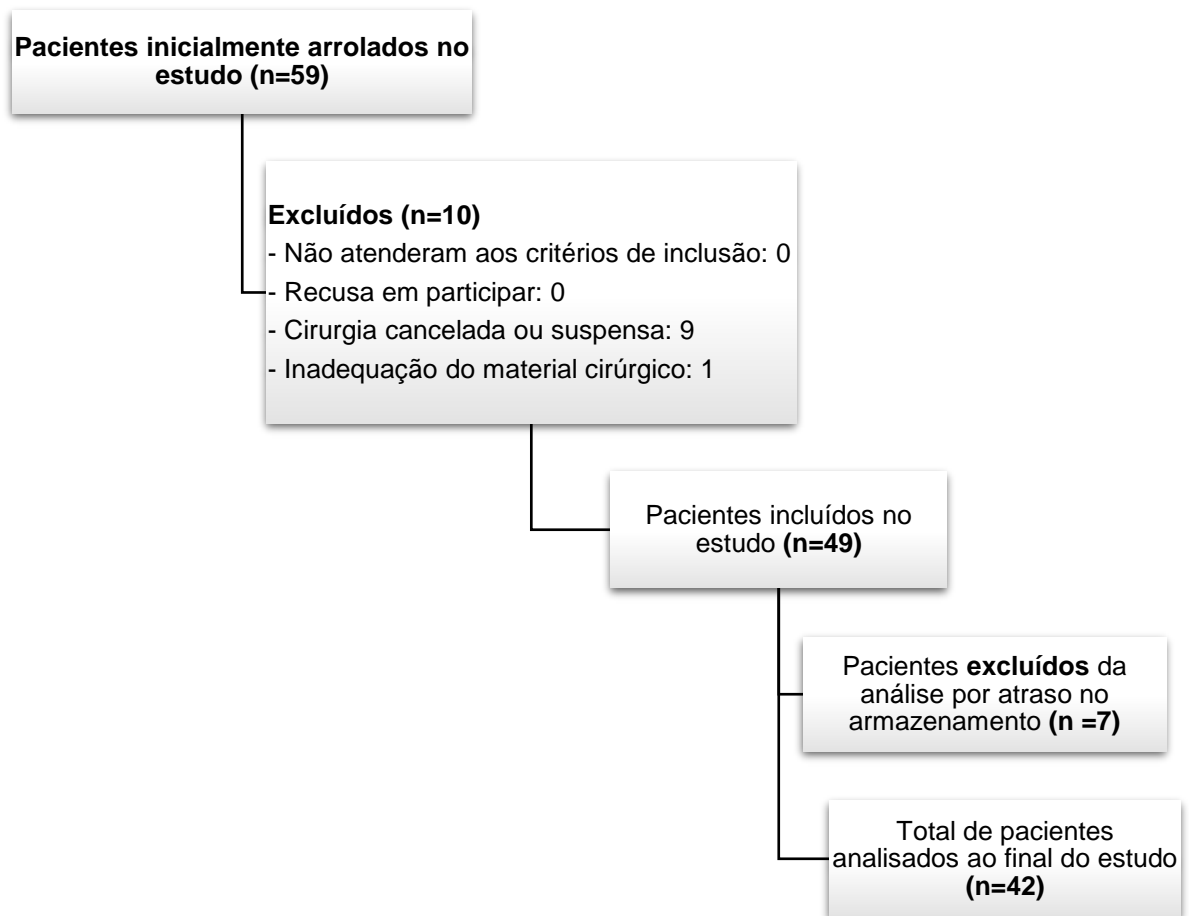 Pacientes inicialmente arrolados no
estudo (n=59)
Excluídos (n=10)
- Não atenderam aos critérios de inclusão: 0
- Recusa em participar: 0
- Cirurgia cancelada ou suspensa: 9
- Inadequação do material cirúrgico: 1
Pacientes incluídos no
estudo (n=49)
Pacientes excluídos da
análise por atraso no
armazenamento (n =7)
Total de pacientes
analisados ao final do estudo
(n=42)